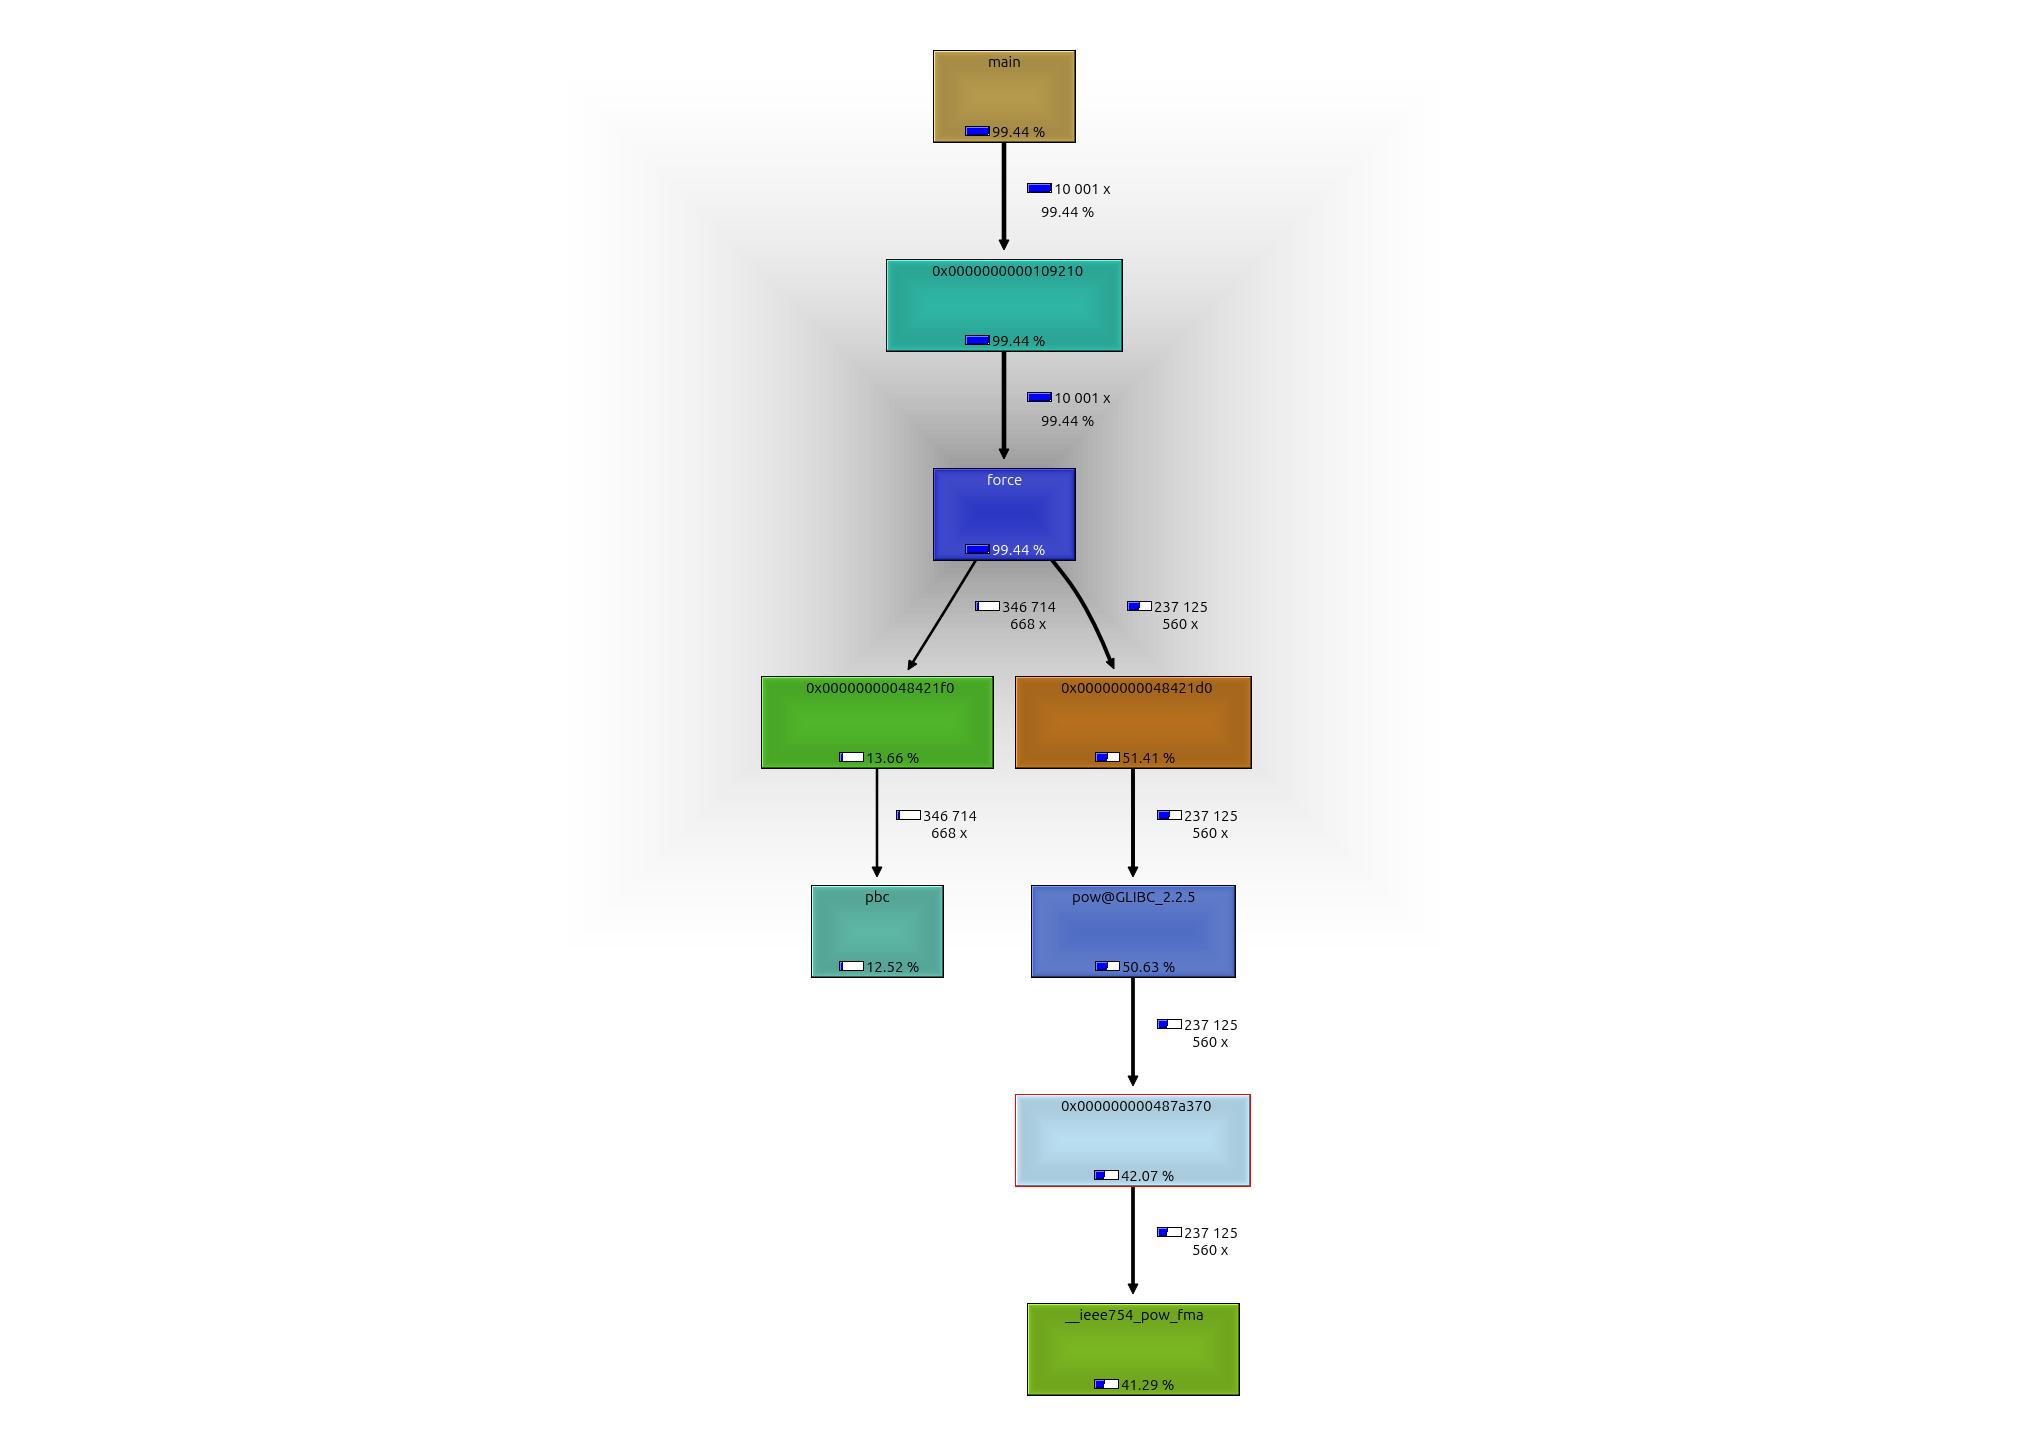 main
99.44 %
10 001 x
99.44 %
0x0000000000109210
99.44 %
10 001 x
99.44 %
force
99.44 %
346 714
668 x
237 125
560 x
0x00000000048421f0
13.66 %
0x00000000048421d0
51.41 %
346 714
668 x
237 125
560 x
pbc
12.52 %
pow@GLIBC_2.2.5
50.63 %
237 125
560 x
0x000000000487a370
42.07 %
237 125
560 x
__ieee754_pow_fma
41.29 %